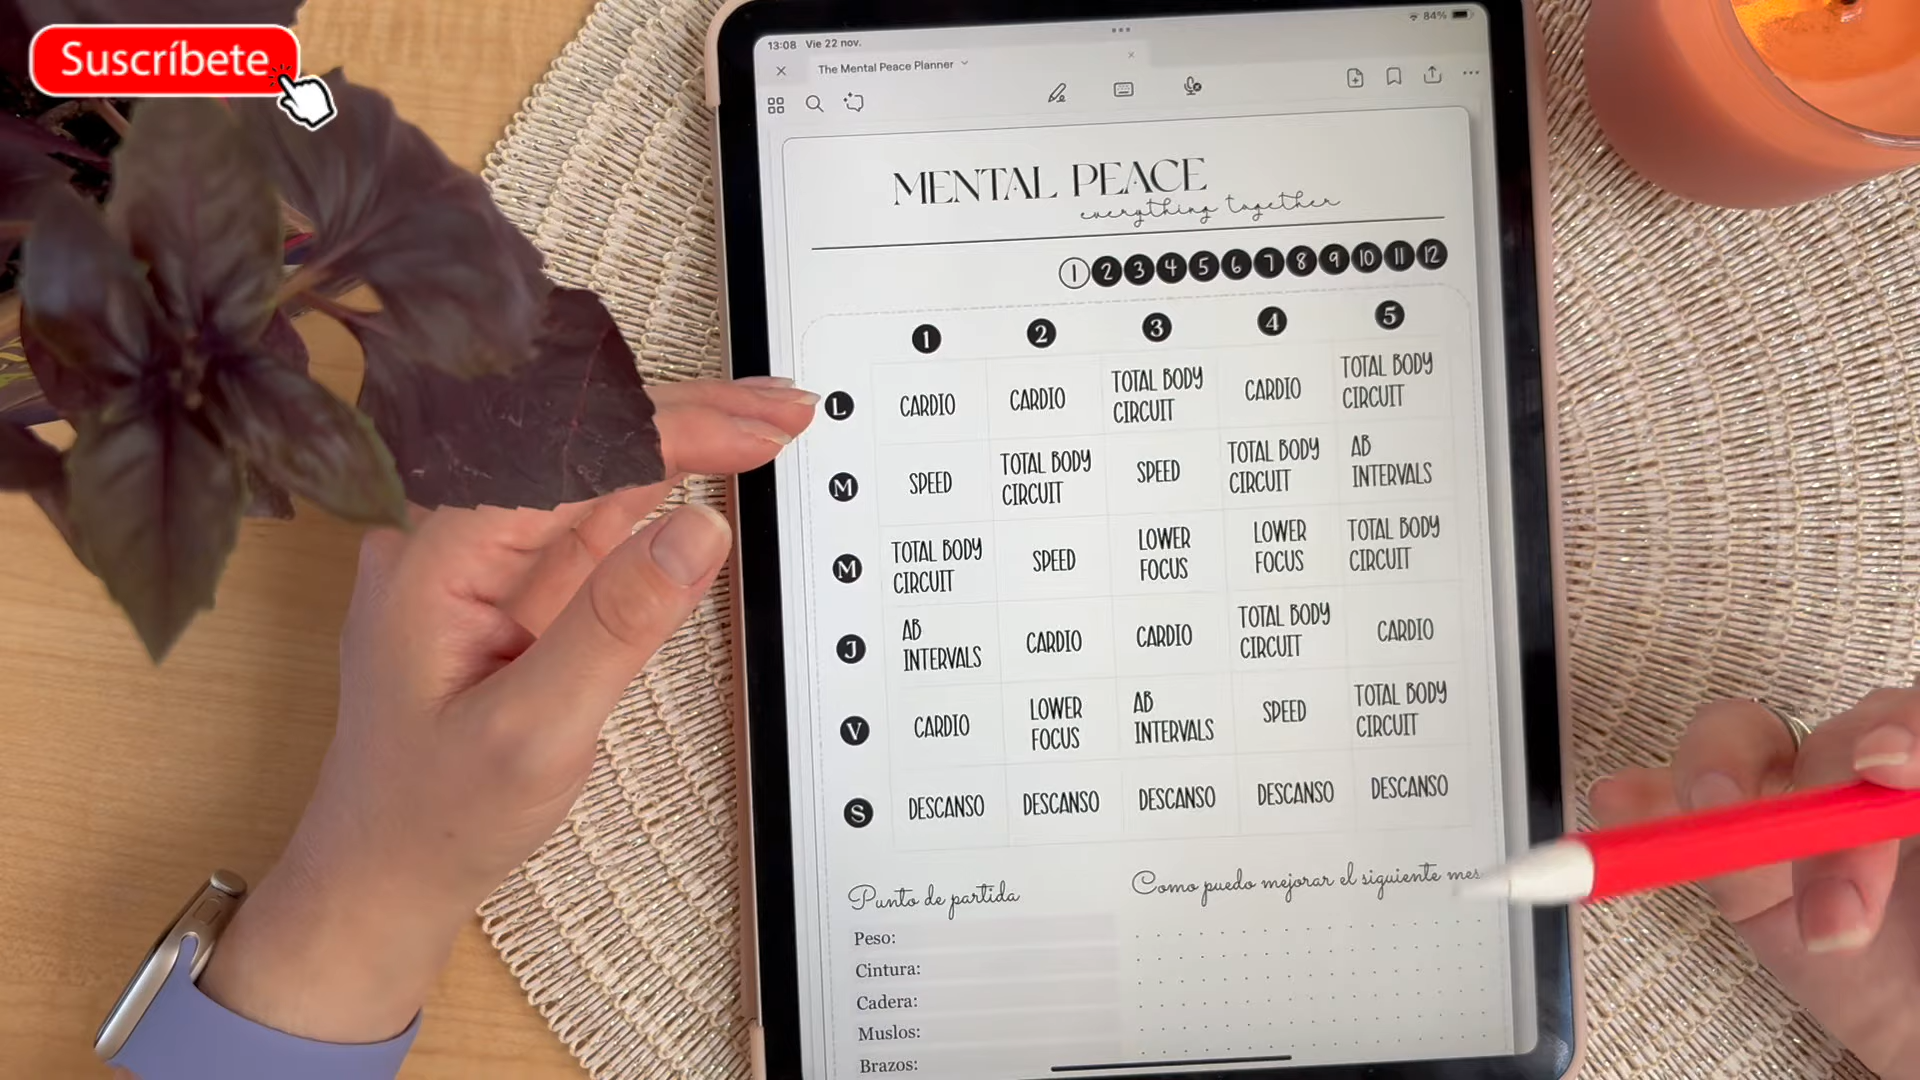 Suscríbete
13:08 Vie 22 nov.
84%
The Mental Peace Planner
MENTAL PEACE
everything together
1 2 3 4 5 6 7 8 9 10 11 12
1 2 3 4 5
L CARDIO CARDIO TOTAL BODY CIRCUIT CARDIO TOTAL BODY CIRCUIT
M SPEED TOTAL BODY CIRCUIT SPEED TOTAL BODY CIRCUIT AB INTERVALS
M TOTAL BODY CIRCUIT SPEED LOWER FOCUS LOWER FOCUS TOTAL BODY CIRCUIT
J AB INTERVALS CARDIO CARDIO TOTAL BODY CIRCUIT CARDIO
V CARDIO LOWER FOCUS AB INTERVALS SPEED TOTAL BODY CIRCUIT
S DESCANSO DESCANSO DESCANSO DESCANSO DESCANSO
Punto de partida
Peso:
Cintura:
Cadera:
Muslos:
Brazos:
Como puedo mejorar el siguiente mes